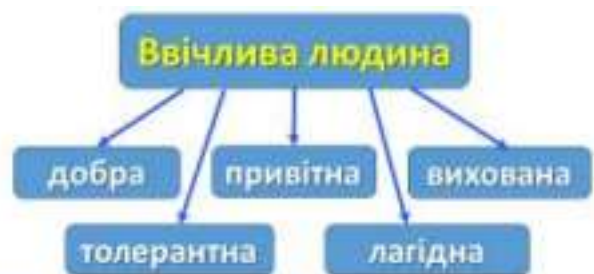 Ввічлива людина
добра
привітна
вихована
толерантна
лагідна